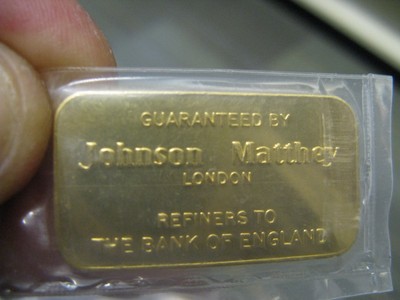 GUARANTEED BY
Johnson Matthey
LONDON
REFINERS TO
THE BANK OF ENGLAND